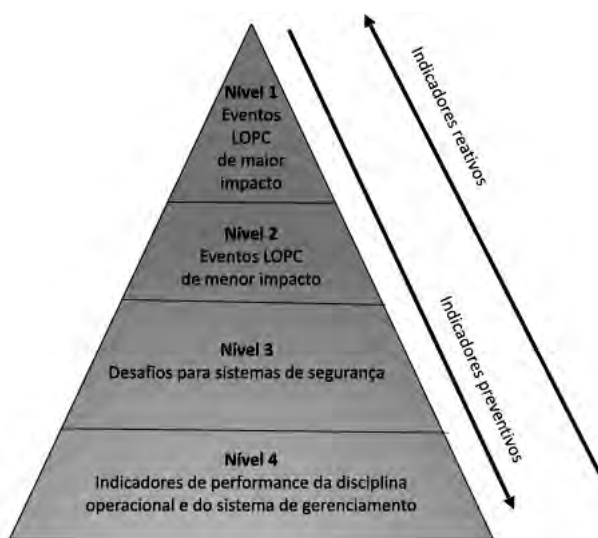 Nível 1
Eventos
LOPC
de maior
impacto
Nível 2
Eventos LOPC
de menor impacto
Nível 3
Desafios para sistemas de segurança
Nível 4
Indicadores de performance da disciplina
operacional e do sistema de gerenciamento
Indicadores reativos
Indicadores preventivos